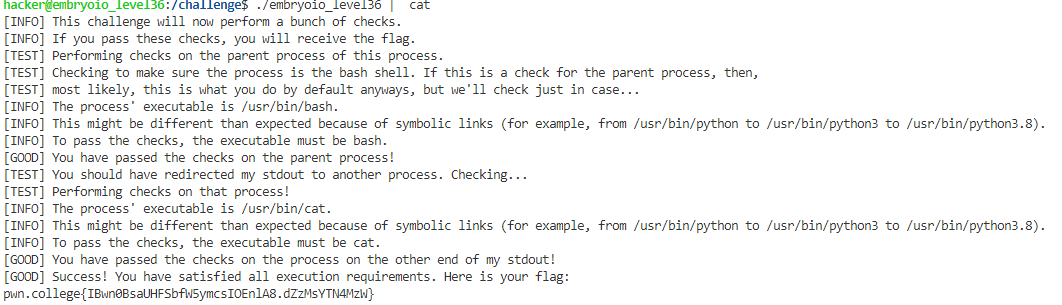 hacker@embryoio_level36:/challenge$ ./embryoio_level36 |  cat
[INFO] This challenge will now perform a bunch of checks.
[INFO] If you pass these checks, you will receive the flag.
[TEST] Performing checks on the parent process of this process.
[TEST] Checking to make sure the process is the bash shell. If this is a check for the parent process, then,
[TEST] most likely, this is what you do by default anyways, but we'll check just in case...
[INFO] The process' executable is /usr/bin/bash.
[INFO] This might be different than expected because of symbolic links (for example, from /usr/bin/python to /usr/bin/python3 to /usr/bin/python3.8).
[INFO] To pass the checks, the executable must be bash.
[GOOD] You have passed the checks on the parent process!
[TEST] You should have redirected my stdout to another process. Checking...
[TEST] Performing checks on that process!
[INFO] The process' executable is /usr/bin/cat.
[INFO] This might be different than expected because of symbolic links (for example, from /usr/bin/python to /usr/bin/python3 to /usr/bin/python3.8).
[INFO] To pass the checks, the executable must be cat.
[GOOD] You have passed the checks on the process on the other end of my stdout!
[GOOD] Success! You have satisfied all execution requirements. Here is your flag:
pwn.college{IBwn0BsaUHFSbfW5ymcsIOEnlA8.dZzMsYTN4MzW}